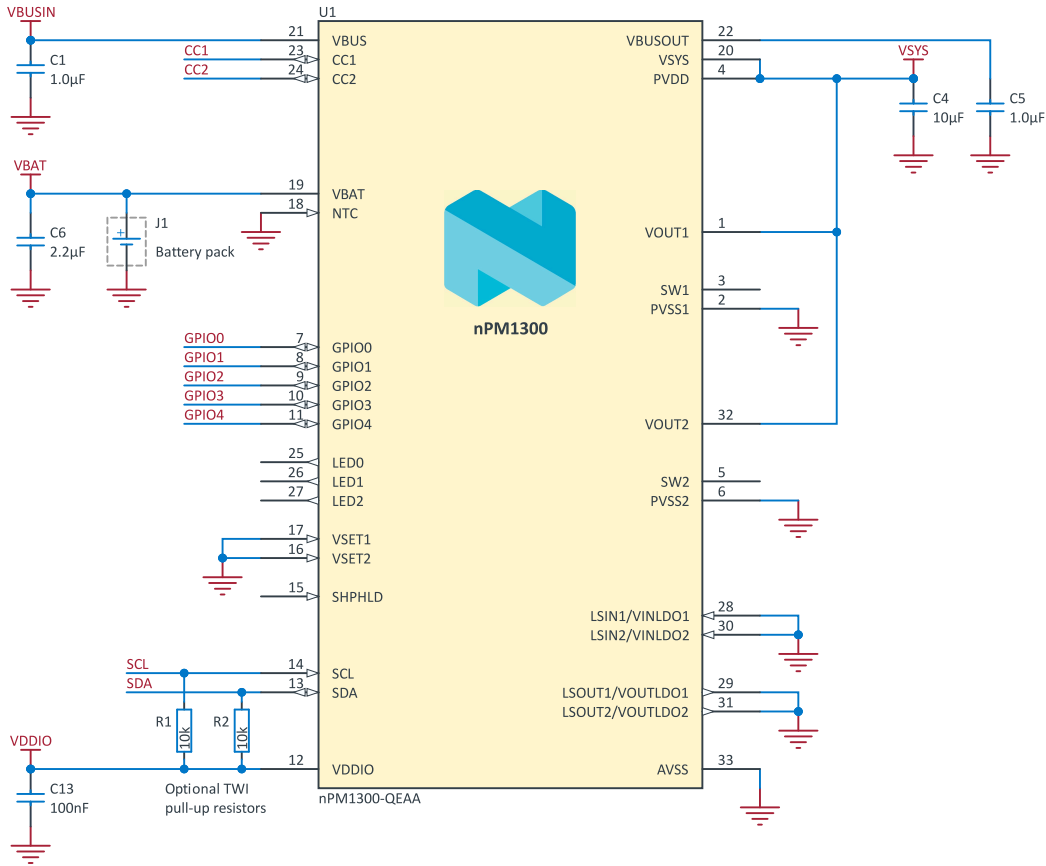 VBUSIN
C1
1.0µF
CC1
CC2
VBAT
C6
2.2µF
J1
+
Battery pack
GPIO0
GPIO1
GPIO2
GPIO3
GPIO4
SCL
SDA
R1
10k
R2
10k
VDDIO
C13
100nF
Optional TWI
pull-up resistors
U1
21 VBUS
23 CC1
24 CC2
19 VBAT
18 NTC
7 GPIO0
8 GPIO1
9 GPIO2
10 GPIO3
11 GPIO4
25 LED0
26 LED1
27 LED2
17 VSET1
16 VSET2
15 SHPHLD
14 SCL
13 SDA
12 VDDIO
nPM1300
nPM1300-QEAA
VBUSOUT 22
VSYS 20
PVDD 4
VOUT1 1
SW1 3
PVSS1 2
VOUT2 32
SW2 5
PVSS2 6
LSIN1/VINLDO1 28
LSIN2/VINLDO2 30
LSOUT1/VOUTLDO1 29
LSOUT2/VOUTLDO2 31
AVSS 33
VSYS
C4
10µF
C5
1.0µF